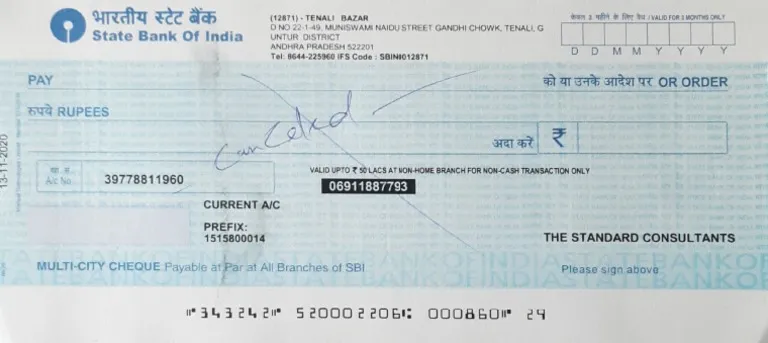 भारतीय स्टेट बैंक
State Bank Of India
(12871) - TENALI BAZAR
D NO 22-1-49, MUNISWAMI NAIDU STREET GANDHI CHOWK, TENALI, G
UNTUR DISTRICT
ANDHRA PRADESH 522201
Tel: 8644-225960 IFS Code : SBIN0012871
केवल 3 महीने के लिए वैध / VALID FOR 3 MONTHS ONLY
D D M M Y Y Y Y
PAY
को या उनके आदेश पर OR ORDER
रुपये RUPEES
Cancelled
अदा करें ₹
13-11-2020
खा. सं.
A/c No.
39778811960
VALID UPTO ₹ 50 LACS AT NON-HOME BRANCH FOR NON-CASH TRANSACTION ONLY
06911887793
CURRENT A/C
PREFIX:
1515800014
THE STANDARD CONSULTANTS
MULTI-CITY CHEQUE Payable at Par at All Branches of SBI
Please sign above
⑈343242⑈ 520002206⑆ 000860⑈ 29